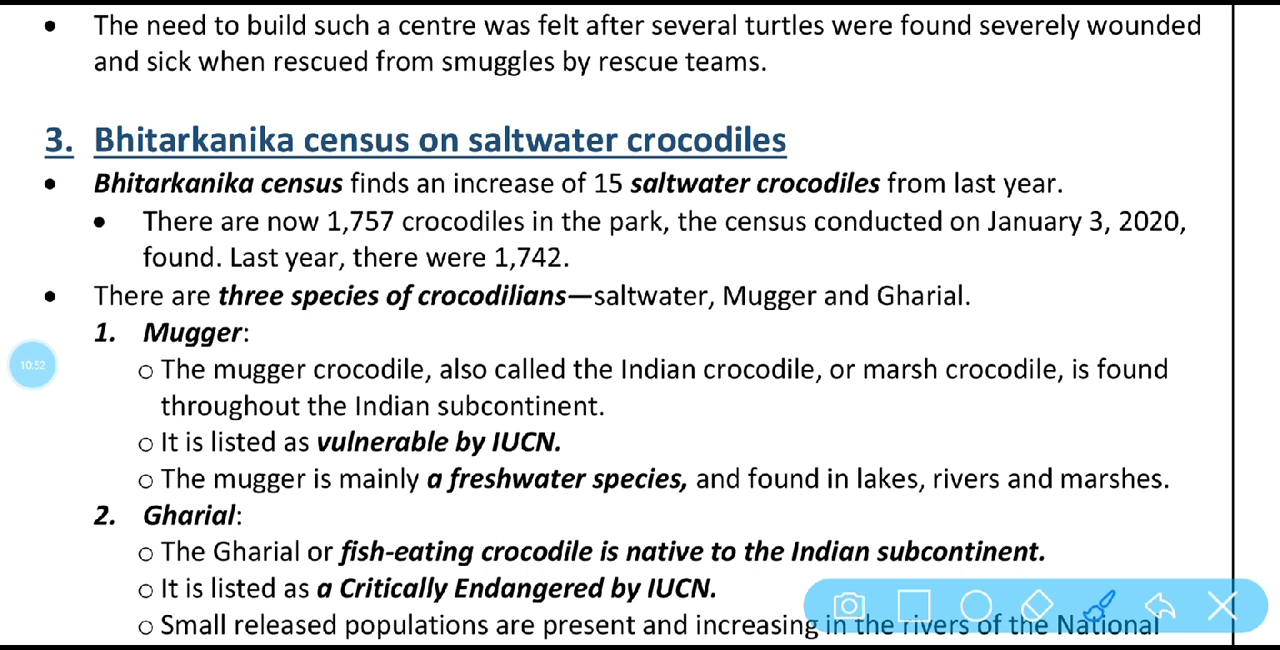 • The need to build such a centre was felt after several turtles were found severely wounded
and sick when rescued from smuggles by rescue teams.
3. Bhitarkanika census on saltwater crocodiles
• Bhitarkanika census finds an increase of 15 saltwater crocodiles from last year.
• There are now 1,757 crocodiles in the park, the census conducted on January 3, 2020,
found. Last year, there were 1,742.
• There are three species of crocodilians—saltwater, Mugger and Gharial.
1. Mugger:
o The mugger crocodile, also called the Indian crocodile, or marsh crocodile, is found
throughout the Indian subcontinent.
10:52
o It is listed as vulnerable by IUCN.
o The mugger is mainly a freshwater species, and found in lakes, rivers and marshes.
2. Gharial:
o The Gharial or fish-eating crocodile is native to the Indian subcontinent.
o It is listed as a Critically Endangered by IUCN.
o Small released populations are present and increasing in the rivers of the National